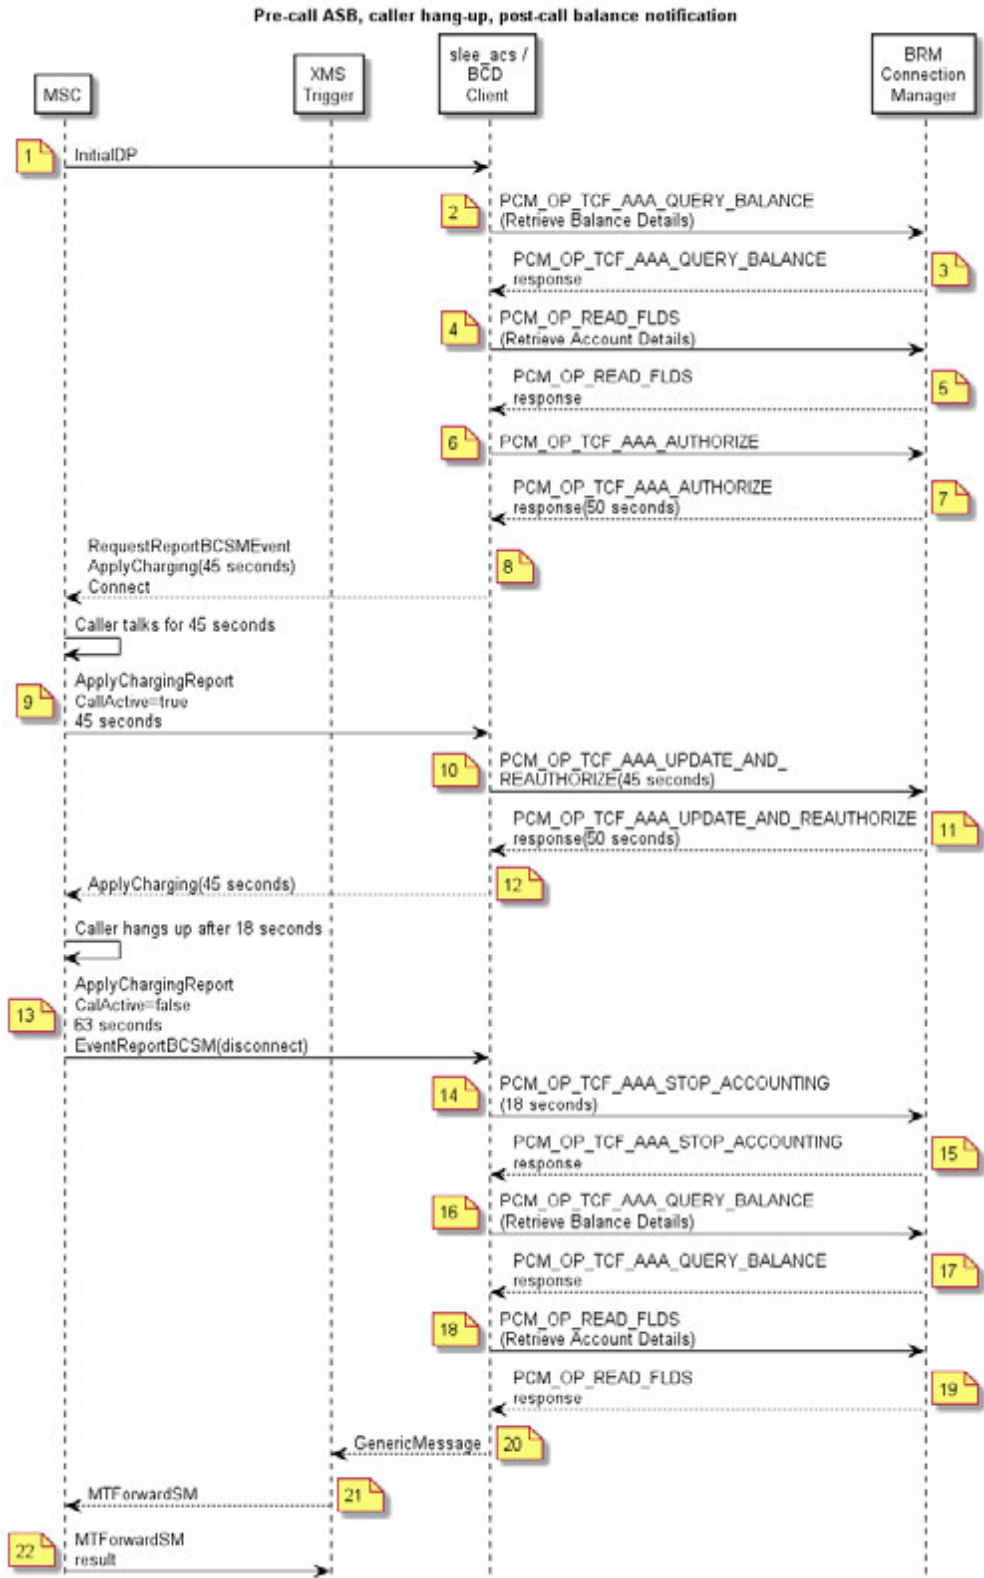 Pre-call ASB, caller hang-up, post-call balance notification
MSC
XMS
Trigger
slee_acs /
BCD
Client
BRM
Connection
Manager
1
InitialDP
2
PCM_OP_TCF_AAA_QUERY_BALANCE
(Retrieve Balance Details)
PCM_OP_TCF_AAA_QUERY_BALANCE
response
3
4
PCM_OP_READ_FLDS
(Retrieve Account Details)
PCM_OP_READ_FLDS
response
5
6
PCM_OP_TCF_AAA_AUTHORIZE
PCM_OP_TCF_AAA_AUTHORIZE
response(50 seconds)
7
RequestReportBCSMEvent
ApplyCharging(45 seconds)
Connect
8
Caller talks for 45 seconds
9
ApplyChargingReport
CallActive=true
45 seconds
10
PCM_OP_TCF_AAA_UPDATE_AND_
REAUTHORIZE(45 seconds)
PCM_OP_TCF_AAA_UPDATE_AND_REAUTHORIZE
response(50 seconds)
11
ApplyCharging(45 seconds)
12
Caller hangs up after 18 seconds
13
ApplyChargingReport
CalActive=false
63 seconds
EventReportBCSM(disconnect)
14
PCM_OP_TCF_AAA_STOP_ACCOUNTING
(18 seconds)
PCM_OP_TCF_AAA_STOP_ACCOUNTING
response
15
16
PCM_OP_TCF_AAA_QUERY_BALANCE
(Retrieve Balance Details)
PCM_OP_TCF_AAA_QUERY_BALANCE
response
17
18
PCM_OP_READ_FLDS
(Retrieve Account Details)
PCM_OP_READ_FLDS
response
19
GenericMessage
20
MTForwardSM
21
22
MTForwardSM
result